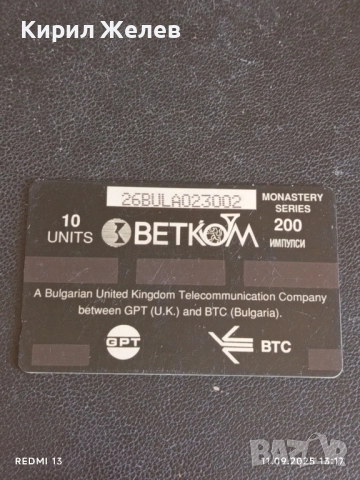 Кирил Желев
26BULA023002
MONASTERY
SERIES
10
UNITS
BETKOM
200
ИМПУЛСИ
A Bulgarian United Kingdom Telecommunication Company
between GPT (U.K.) and BTC (Bulgaria).
GPT
BTC
BAZAR
REDMI 13
11.09.2025 13:17